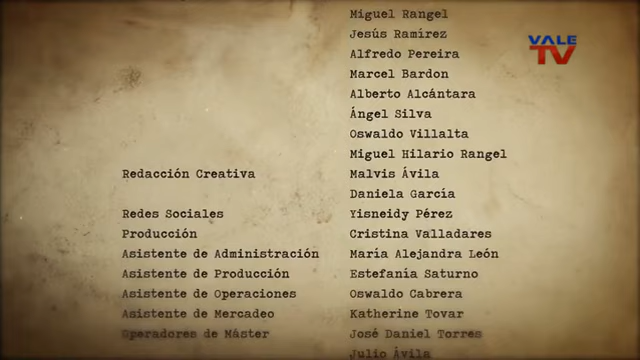 Miguel Rangel
Jesús Ramírez
Alfredo Pereira
Marcel Bardon
Alberto Alcántara
Ángel Silva
Oswaldo Villalta
Miguel Hilario Rangel
Redacción Creativa Malvis Ávila
Daniela García
Redes Sociales Yisneidy Pérez
Producción Cristina Valladares
Asistente de Administración María Alejandra León
Asistente de Producción Estefanía Saturno
Asistente de Operaciones Oswaldo Cabrera
Asistente de Mercadeo Katherine Tovar
Operadores de Máster José Daniel Torres
Julio Ávila
VALE
TV